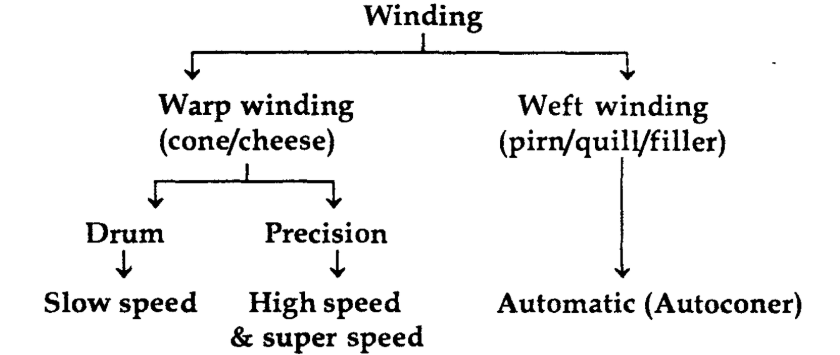 Winding
Warp winding
(cone/cheese)
Weft winding
(pirn/quill/filler)
Drum
Precision
Slow speed
High speed
& super speed
Automatic (Autoconer)